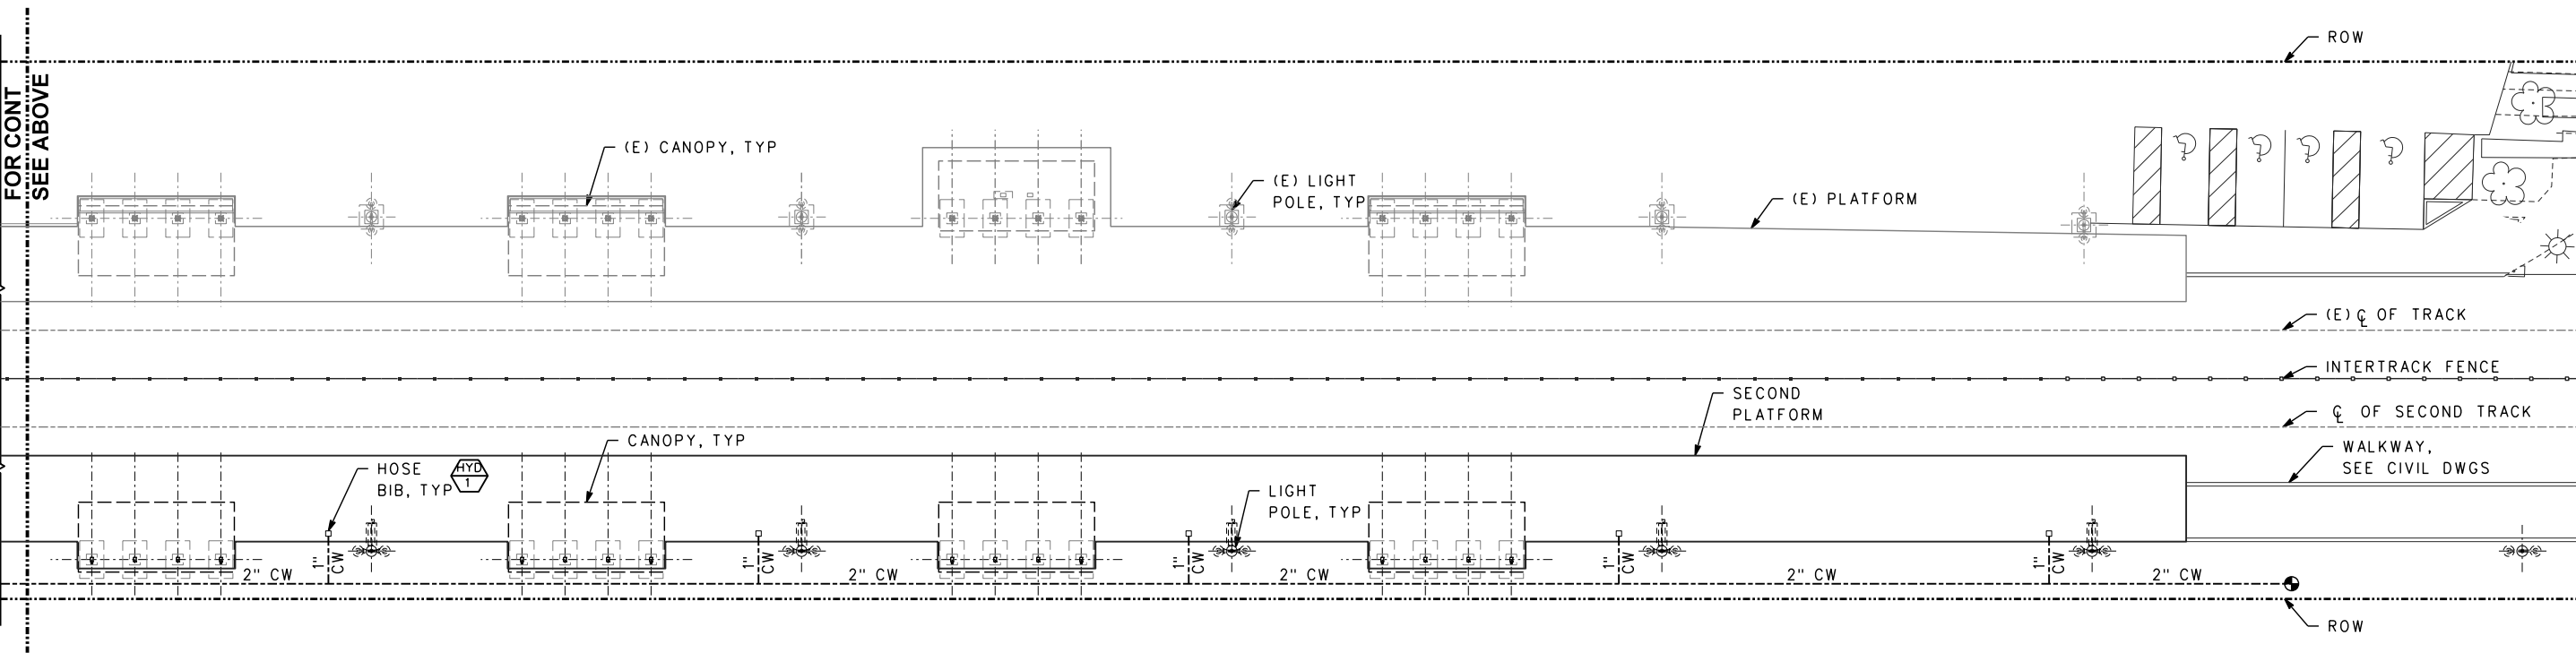 FOR CONT
SEE ABOVE
ROW
(E) CANOPY, TYP
(E) LIGHT
POLE, TYP
(E) PLATFORM
(E) ℄ OF TRACK
INTERTRACK FENCE
SECOND
PLATFORM
℄ OF SECOND TRACK
CANOPY, TYP
WALKWAY,
SEE CIVIL DWGS
HOSE
BIB, TYP
HYD
1
LIGHT
POLE, TYP
1"
CW
1"
CW
1"
CW
1"
CW
1"
CW
2" CW
2" CW
2" CW
2" CW
2" CW
ROW